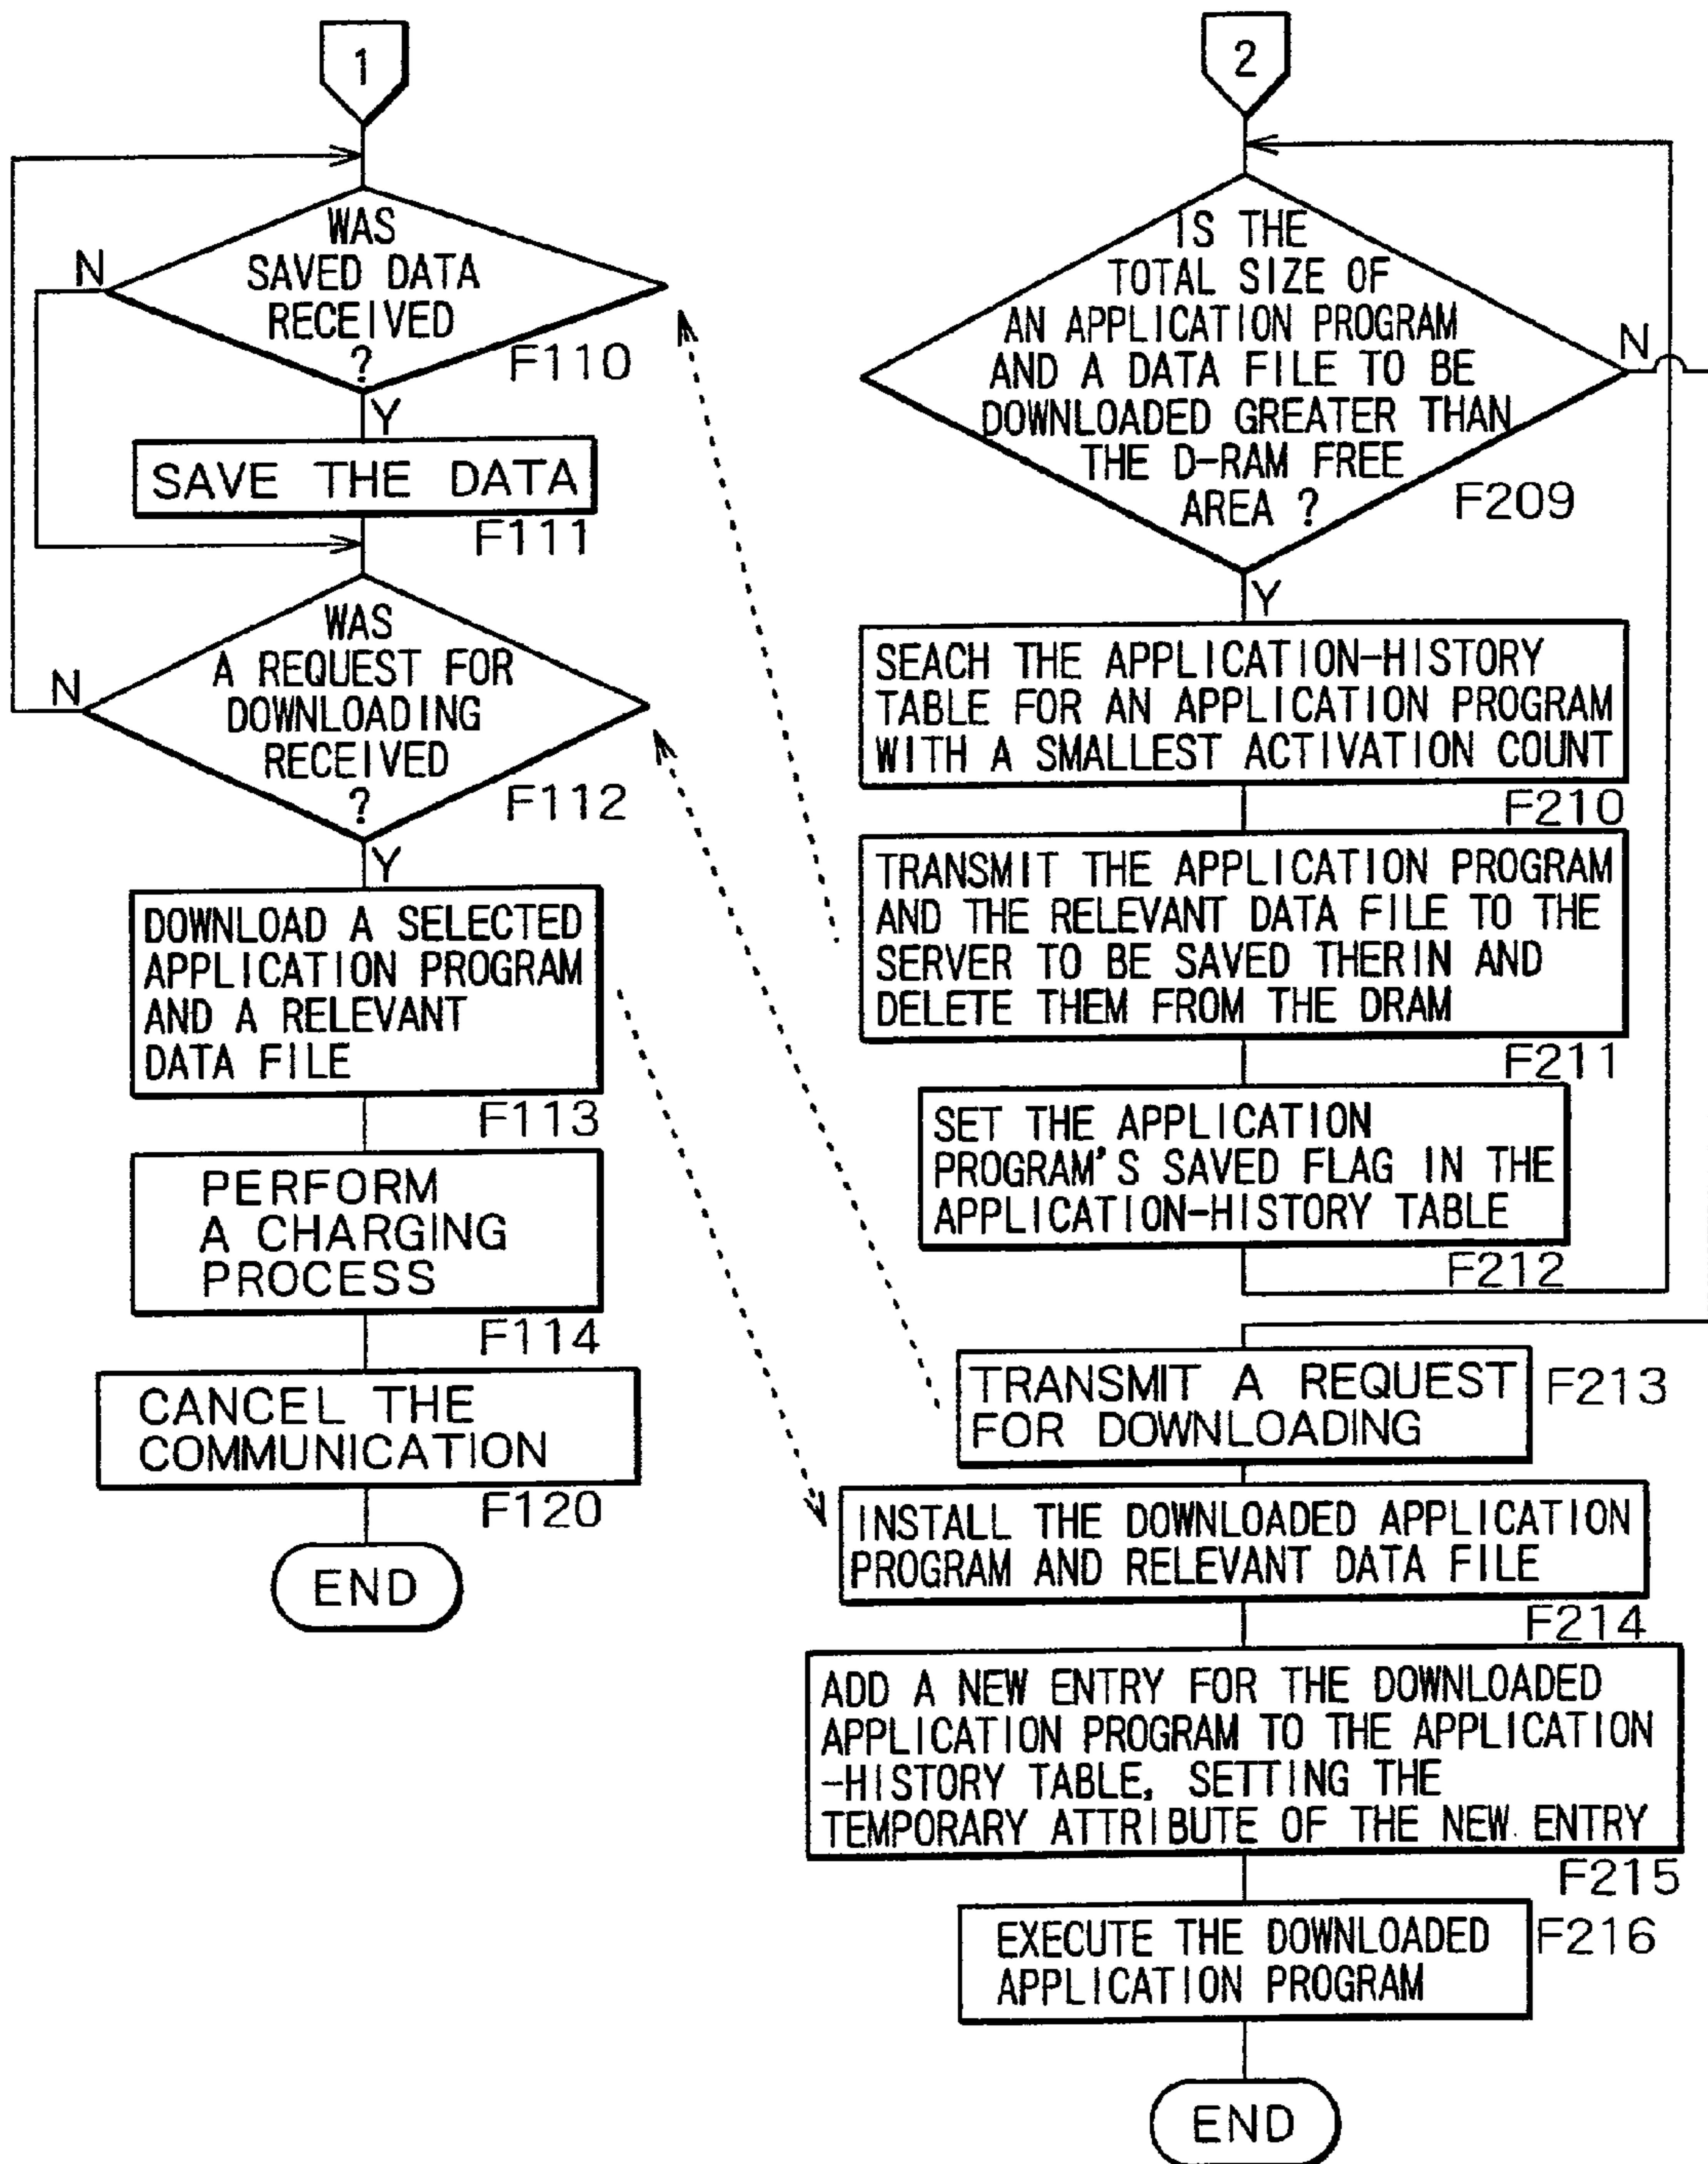 1
WAS
SAVED DATA
RECEIVED
?
N
F110
Y
SAVE THE DATA
F111
WAS
A REQUEST FOR
DOWNLOADING
RECEIVED
?
N
F112
Y
DOWNLOAD A SELECTED
APPLICATION PROGRAM
AND A RELEVANT
DATA FILE
F113
PERFORM
A CHARGING
PROCESS
F114
CANCEL THE
COMMUNICATION
F120
END
2
IS THE
TOTAL SIZE OF
AN APPLICATION PROGRAM
AND A DATA FILE TO BE
DOWNLOADED GREATER THAN
THE D-RAM FREE
AREA ?
N
F209
Y
SEACH THE APPLICATION-HISTORY
TABLE FOR AN APPLICATION PROGRAM
WITH A SMALLEST ACTIVATION COUNT
F210
TRANSMIT THE APPLICATION PROGRAM
AND THE RELEVANT DATA FILE TO THE
SERVER TO BE SAVED THERIN AND
DELETE THEM FROM THE DRAM
F211
SET THE APPLICATION
PROGRAM'S SAVED FLAG IN THE
APPLICATION-HISTORY TABLE
F212
TRANSMIT A REQUEST
FOR DOWNLOADING
F213
INSTALL THE DOWNLOADED APPLICATION
PROGRAM AND RELEVANT DATA FILE
F214
ADD A NEW ENTRY FOR THE DOWNLOADED
APPLICATION PROGRAM TO THE APPLICATION
-HISTORY TABLE, SETTING THE
TEMPORARY ATTRIBUTE OF THE NEW ENTRY
F215
EXECUTE THE DOWNLOADED
APPLICATION PROGRAM
F216
END